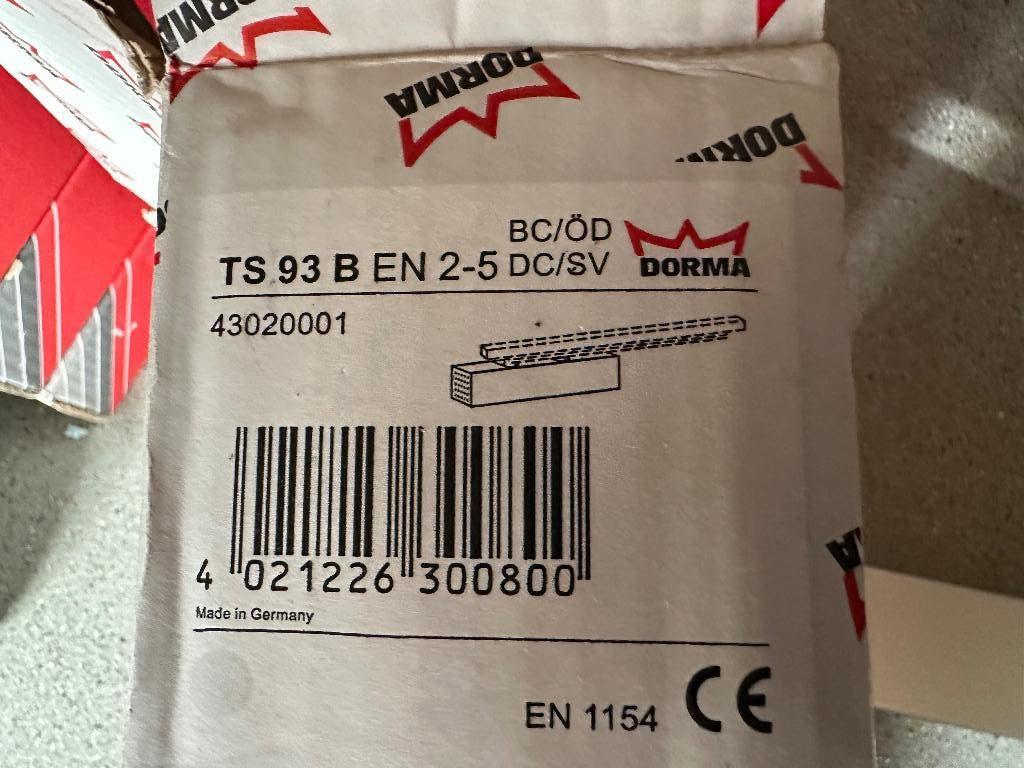 DORMA
DORMA
DORMA
BC/ÖD
TS 93 B EN 2-5 DC/SV DORMA
43020001
4 021226 300800
Made in Germany
EN 1154 CE